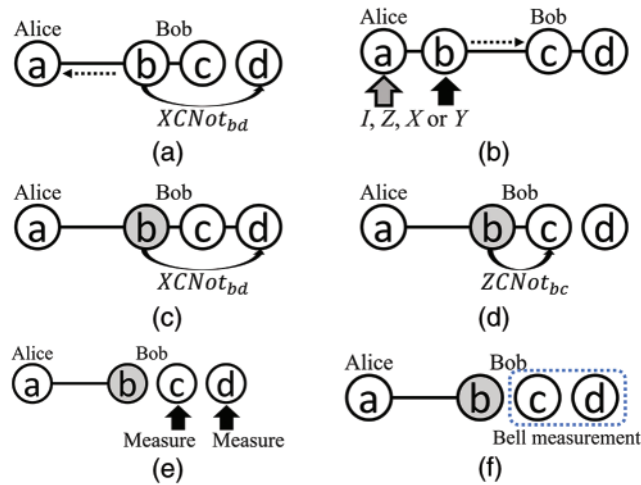 Alice Bob
a b c d
XCNot_bd
(a)
Alice Bob
a b c d
I, Z, X or Y
(b)
Alice Bob
a b c d
XCNot_bd
(c)
Alice Bob
a b c d
ZCNot_bc
(d)
Alice Bob
a b c d
Measure Measure
(e)
Alice Bob
a b c d
Bell measurement
(f)